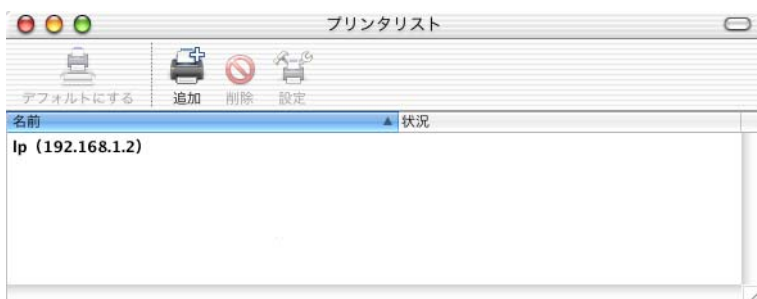 プリンタリスト
デフォルトにする 追加 削除 設定
名前 状況
lp（192.168.1.2）